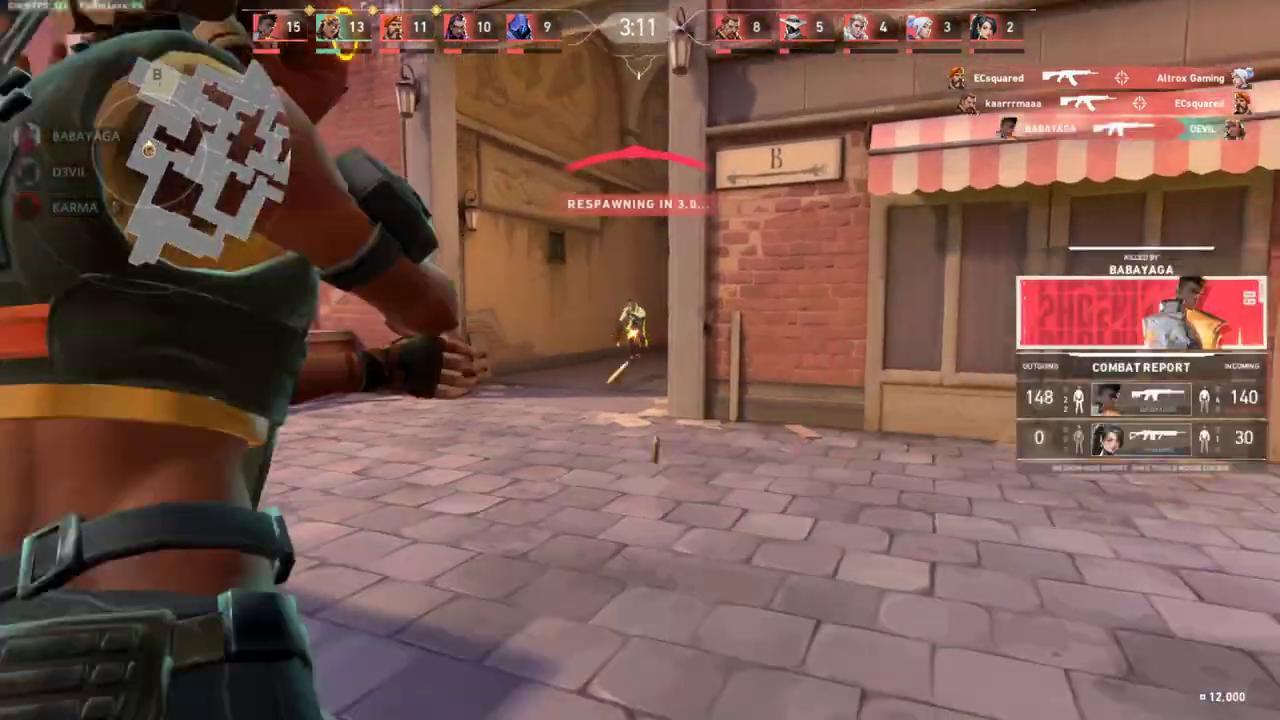 15 13 11 10 9 3:11 8 5 4 3 2
ECsquared Altrox Gaming
kaarrrmaaa ECsquared
BABAYAGA DEVIL
B
BABAYAGA
D3VIL
KARMA
B
RESPAWNING IN 3.0...
KILLED BY
BABAYAGA
OUTGOING COMBAT REPORT INCOMING
148 140
0 30
¤ 12,000